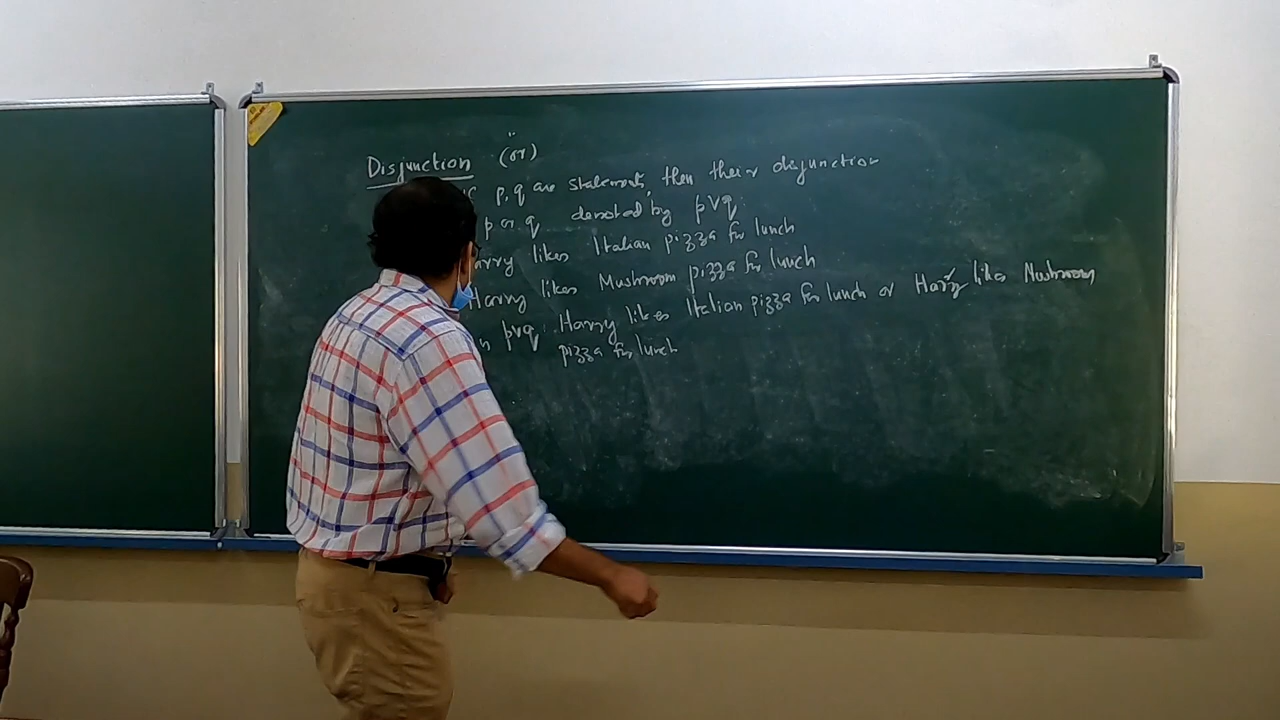 Disjunction (or)
p, q are statements, then their disjunction
p or q denoted by p∨q.
arry likes Italian pizza for lunch
Harry likes Mushroom pizza for lunch
n p∨q : Harry likes Italian pizza for lunch or Harry likes Mushroom
pizza for lunch